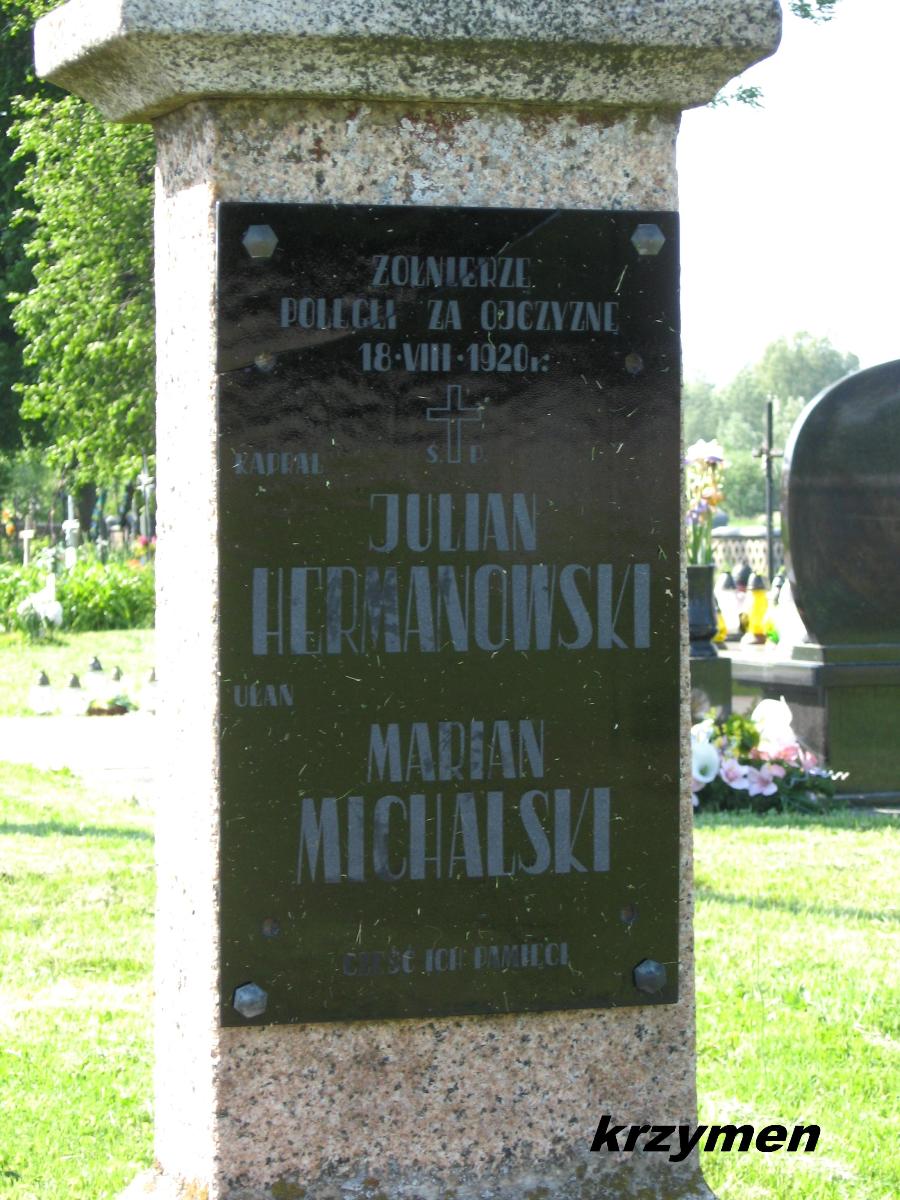 ŻOŁNIERZE
POLEGLI ZA OJCZYZNĘ
18·VIII·1920r.
Ś. P.
KAPRAL
JULIAN
HERMANOWSKI
UŁAN
MARIAN
MICHALSKI
CZEŚĆ ICH PAMIĘCI
krzymen